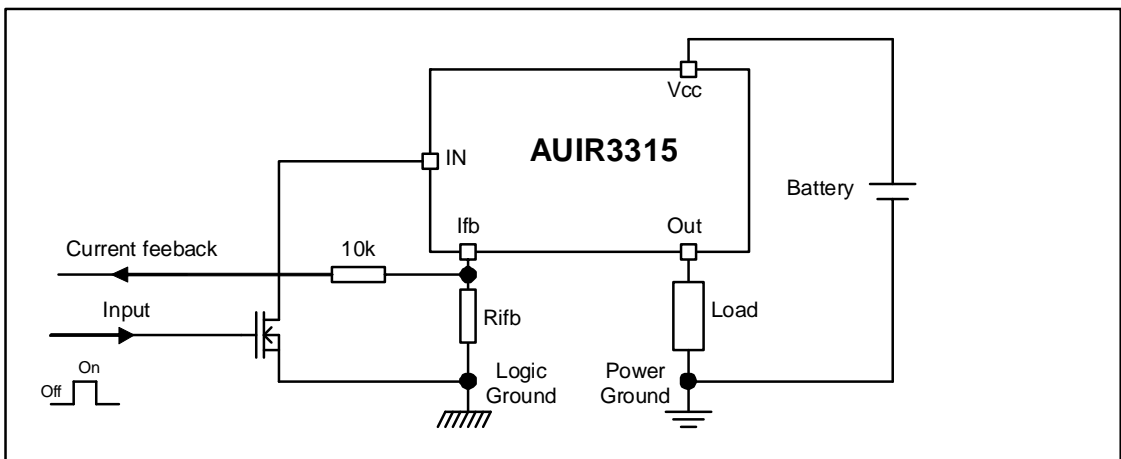 Vcc
IN
AUIR3315
Battery
Ifb
Out
Current feeback
10k
Input
Rifb
Load
On
Off
Logic
Ground
Power
Ground